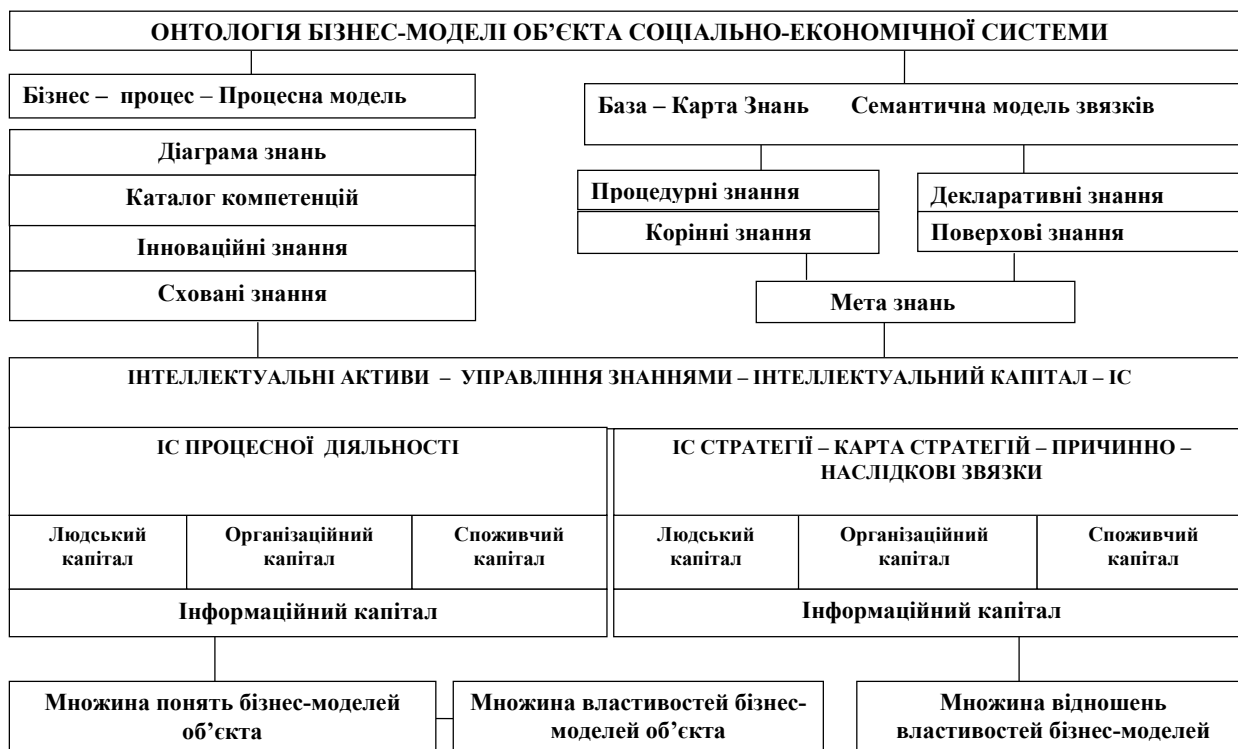 ОНТОЛОГІЯ БІЗНЕС-МОДЕЛІ ОБ’ЄКТА СОЦІАЛЬНО-ЕКОНОМІЧНОЇ СИСТЕМИ
Бізнес – процес – Процесна модель
База – Карта Знань Семантична модель звязків
Діаграма знань
Каталог компетенцій
Інноваційні знання
Сховані знання
Процедурні знання
Корінні знання
Декларативні знання
Поверхові знання
Мета знань
ІНТЕЛЛЕКТУАЛЬНІ АКТИВИ – УПРАВЛІННЯ ЗНАННЯМИ – ІНТЕЛЛЕКТУАЛЬНИЙ КАПІТАЛ – ІС
ІС ПРОЦЕСНОЇ ДІЯЛЬНОСТІ
ІС СТРАТЕГІЇ – КАРТА СТРАТЕГІЙ – ПРИЧИННО –
НАСЛІДКОВІ ЗВЯЗКИ
Людський
капітал
Організаційний
капітал
Споживчий
капітал
Людський
капітал
Організаційний
капітал
Споживчий
капітал
Інформаційний капітал
Інформаційний капітал
Множина понять бізнес-моделей
об’єкта
Множина властивостей бізнес-
моделей об’єкта
Множина відношень
властивостей бізнес-моделей